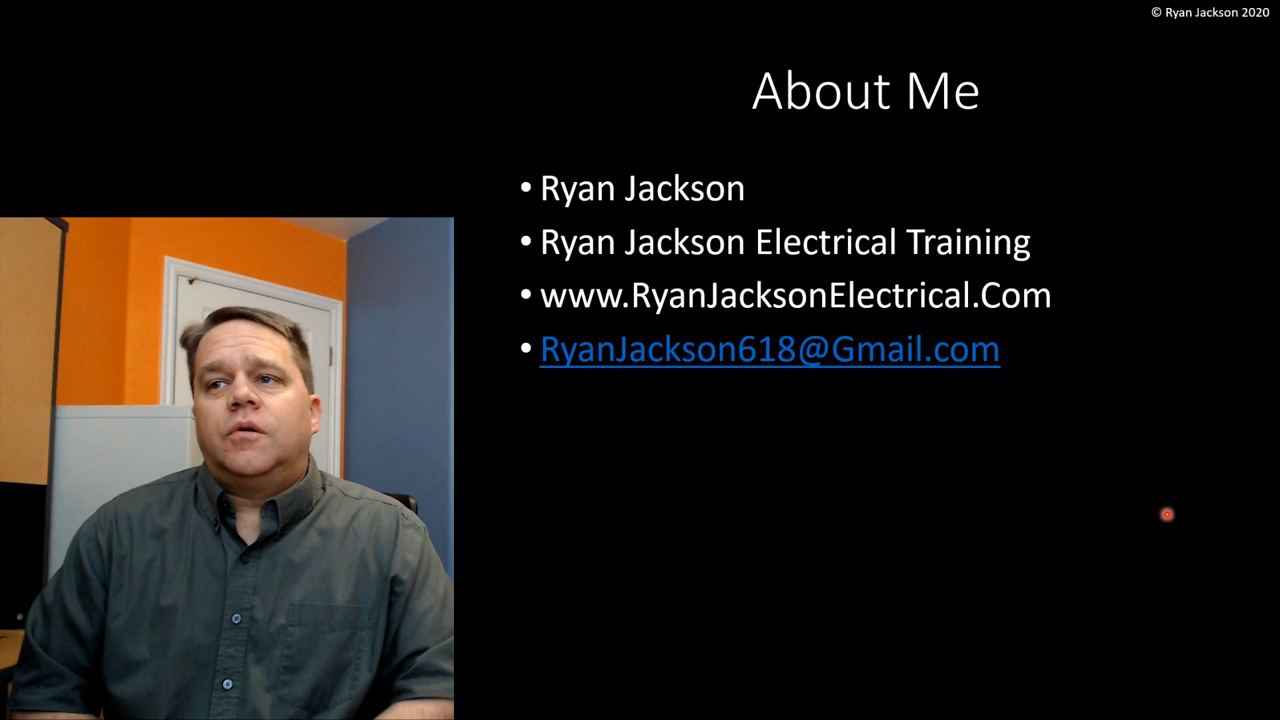 © Ryan Jackson 2020
About Me
• Ryan Jackson
• Ryan Jackson Electrical Training
• www.RyanJacksonElectrical.Com
• RyanJackson618@Gmail.com